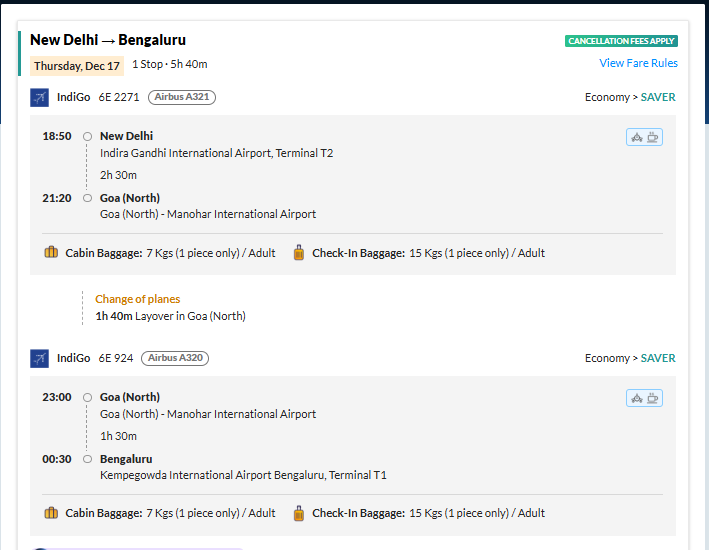 New Delhi → Bengaluru
CANCELLATION FEES APPLY
Thursday, Dec 17 1 Stop · 5h 40m
View Fare Rules
IndiGo 6E 2271 Airbus A321
Economy > SAVER
18:50 New Delhi
Indira Gandhi International Airport, Terminal T2
2h 30m
21:20 Goa (North)
Goa (North) - Manohar International Airport
Cabin Baggage: 7 Kgs (1 piece only) / Adult Check-In Baggage: 15 Kgs (1 piece only) / Adult
Change of planes
1h 40m Layover in Goa (North)
IndiGo 6E 924 Airbus A320
Economy > SAVER
23:00 Goa (North)
Goa (North) - Manohar International Airport
1h 30m
00:30 Bengaluru
Kempegowda International Airport Bengaluru, Terminal T1
Cabin Baggage: 7 Kgs (1 piece only) / Adult Check-In Baggage: 15 Kgs (1 piece only) / Adult